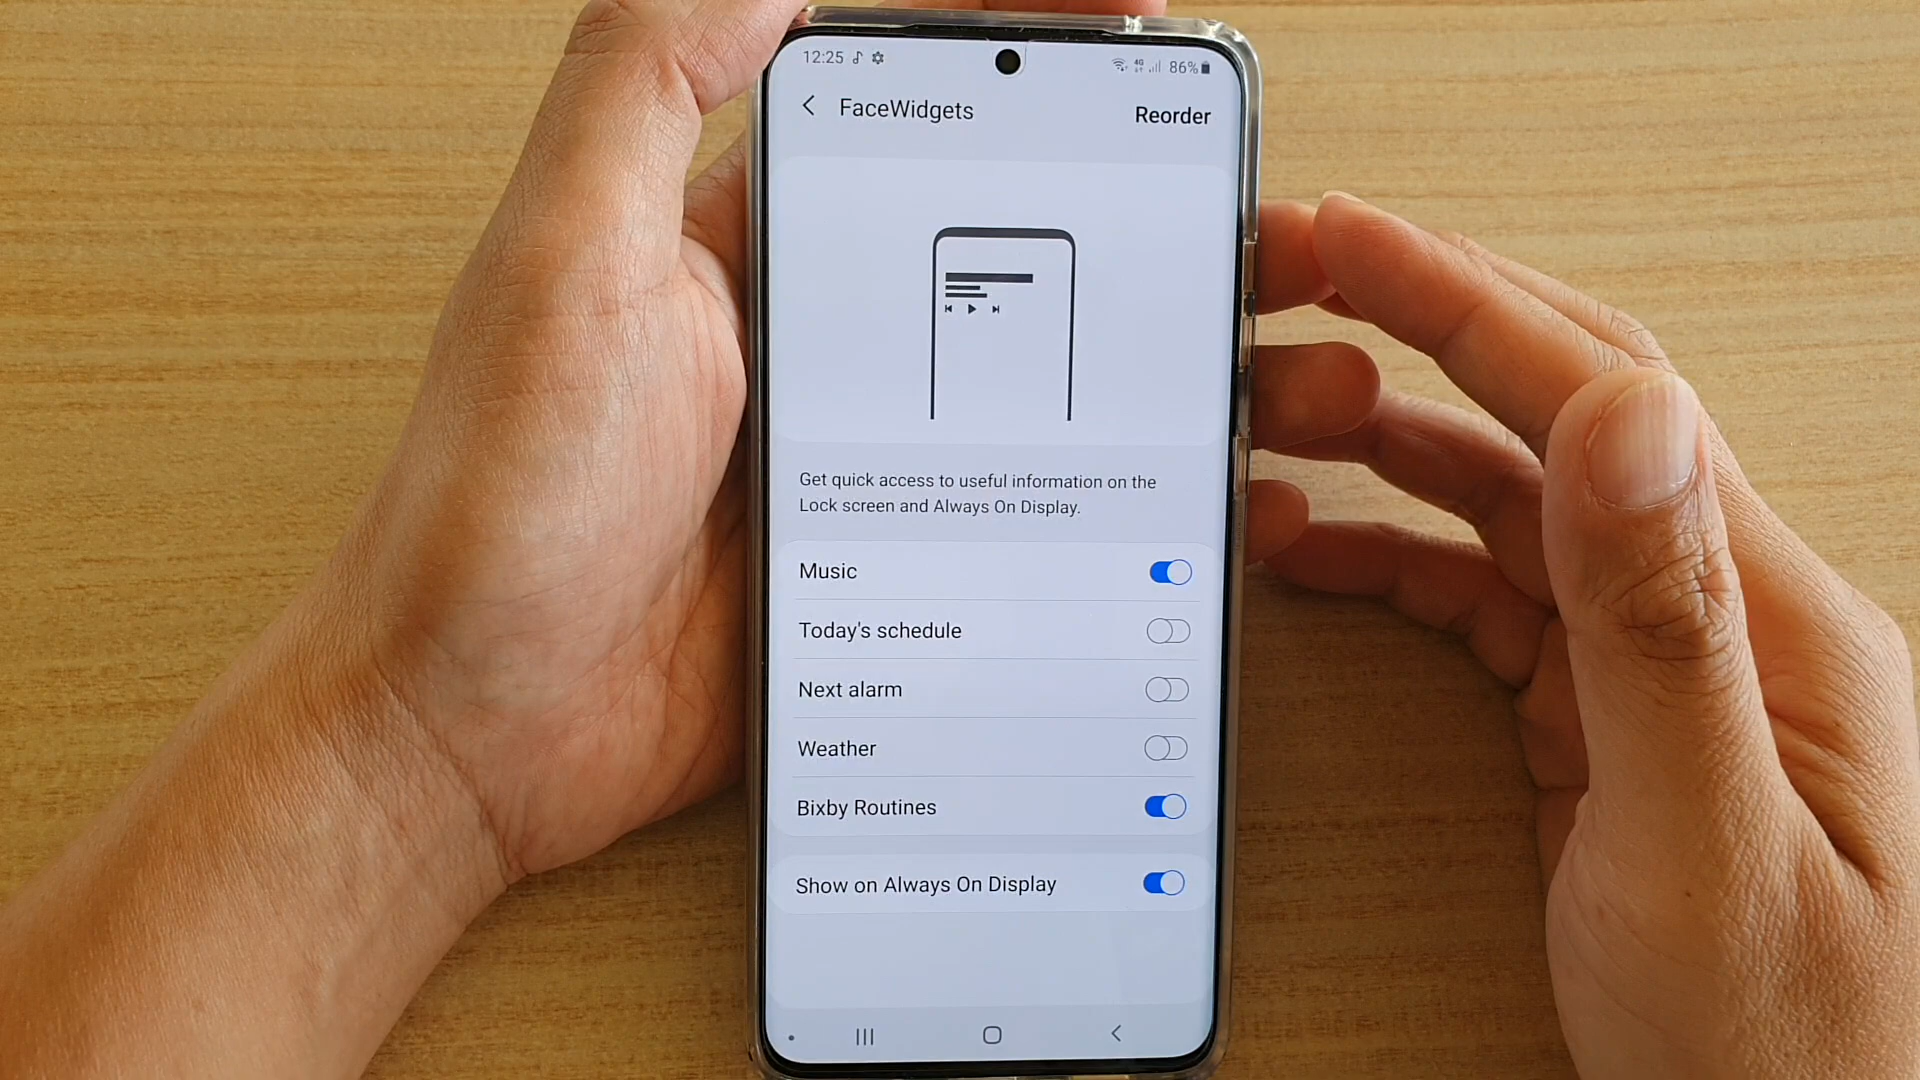 12:25
4G 86%
FaceWidgets
Reorder
Get quick access to useful information on the
Lock screen and Always On Display.
Music
Today's schedule
Next alarm
Weather
Bixby Routines
Show on Always On Display